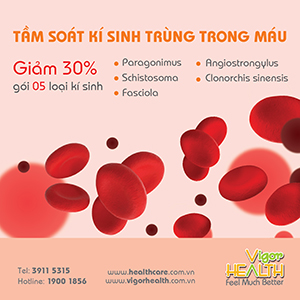 TẦM SOÁT KÍ SINH TRÙNG TRONG MÁU
Giảm 30%
gói 05 loại kí sinh
• Paragonimus
• Schistosoma
• Fasciola
• Angiostrongylus
• Clonorchis sinensis
Tel: 3911 5315
Hotline: 1900 1856
www.healthcare.com.vn
www.vigorhealth.com.vn
Vigor
HEALTH
Feel Much Better